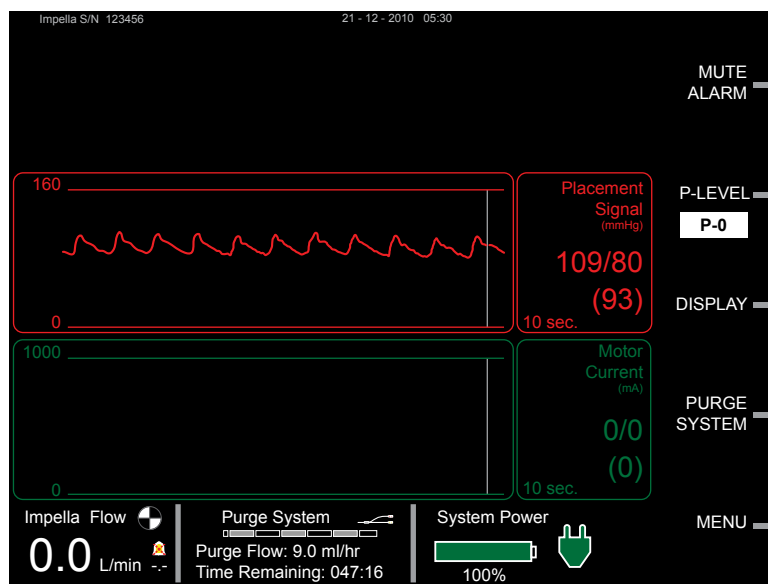 Impella S/N 123456
21 - 12 - 2010 05:30
MUTE
ALARM
160
Placement
Signal
(mmHg)
109/80
(93)
0
10 sec.
P-LEVEL
P-0
DISPLAY
1000
Motor
Current
(mA)
0/0
(0)
0
10 sec.
PURGE
SYSTEM
MENU
Impella Flow
0.0 L/min -.-
Purge System
Purge Flow: 9.0 ml/hr
Time Remaining: 047:16
System Power
100%